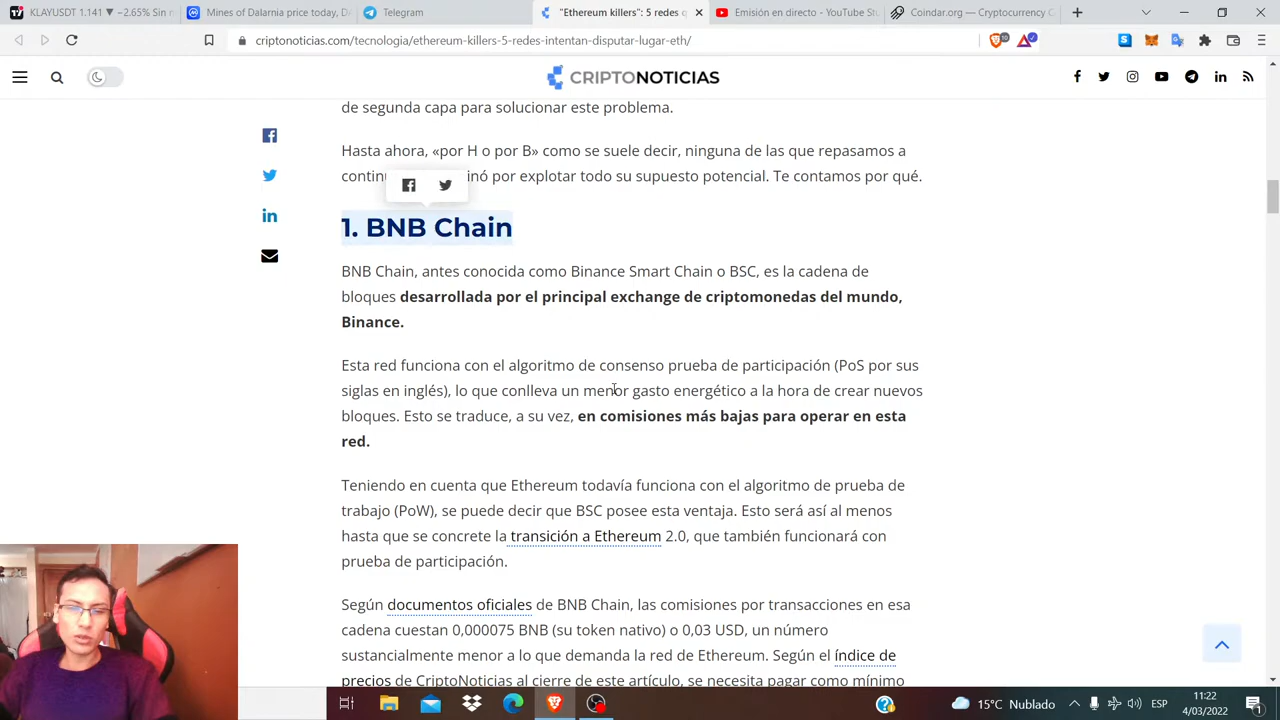 KLAYUSDT 1.141 ▼ −2.65% Sin n
Mines of Dalarnia price today, D
Telegram
"Ethereum killers": 5 redes q
Emisión en directo - YouTube Stu
Coindar.org — Cryptocurrency C
criptonoticias.com/tecnologia/ethereum-killers-5-redes-intentan-disputar-lugar-eth/
10
CRIPTONOTICIAS
de segunda capa para solucionar este problema.
Hasta ahora, «por H o por B» como se suele decir, ninguna de las que repasamos a
continu inó por explotar todo su supuesto potencial. Te contamos por qué.
1. BNB Chain
BNB Chain, antes conocida como Binance Smart Chain o BSC, es la cadena de
bloques desarrollada por el principal exchange de criptomonedas del mundo,
Binance.
Esta red funciona con el algoritmo de consenso prueba de participación (PoS por sus
siglas en inglés), lo que conlleva un menor gasto energético a la hora de crear nuevos
bloques. Esto se traduce, a su vez, en comisiones más bajas para operar en esta
red.
Teniendo en cuenta que Ethereum todavía funciona con el algoritmo de prueba de
trabajo (PoW), se puede decir que BSC posee esta ventaja. Esto será así al menos
hasta que se concrete la transición a Ethereum 2.0, que también funcionará con
prueba de participación.
Según documentos oficiales de BNB Chain, las comisiones por transacciones en esa
cadena cuestan 0,000075 BNB (su token nativo) o 0,03 USD, un número
sustancialmente menor a lo que demanda la red de Ethereum. Según el índice de
precios de CriptoNoticias al cierre de este artículo, se necesita pagar como mínimo
15°C Nublado
ESP
11:22
4/03/2022